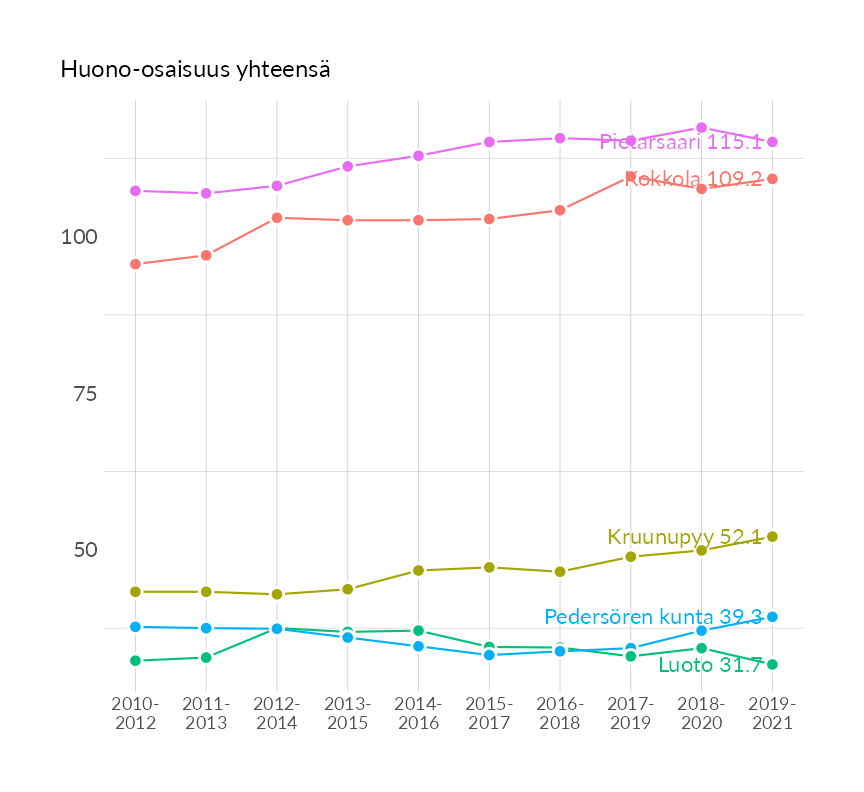 Huono-osaisuus yhteensä
Pietarsaari 115.1
Kokkola 109.2
100
75
Kruunupyy 52.1
50
Pedersören kunta 39.3
Luoto 31.7
2010- 2011- 2012- 2013- 2014- 2015- 2016- 2017- 2018- 2019-
2012 2013 2014 2015 2016 2017 2018 2019 2020 2021